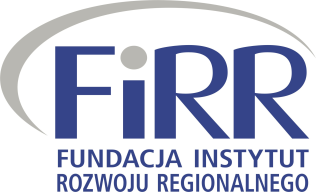 FiRR
FUNDACJA INSTYTUT
ROZWOJU REGIONALNEGO